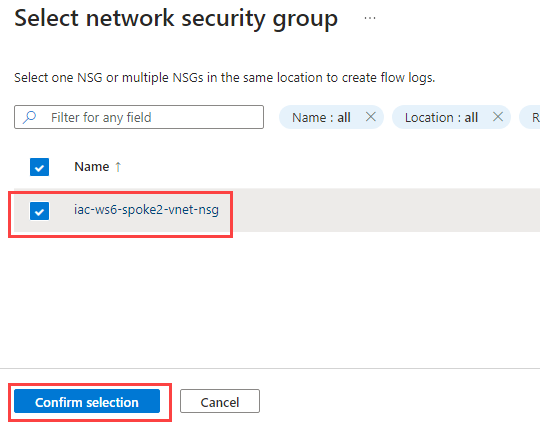 Select network security group ...
Select one NSG or multiple NSGs in the same location to create flow logs.
Filter for any field
Name : all
Location : all
R
Name ↑
iac-ws6-spoke2-vnet-nsg
Confirm selection
Cancel